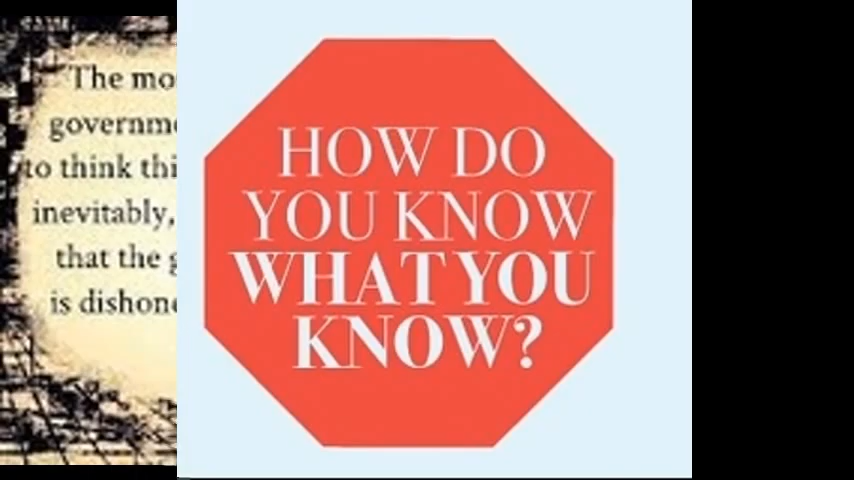 The mo
governme
to think thi
inevitably,
that the g
is dishone
HOW DO
YOU KNOW
WHAT YOU
KNOW?